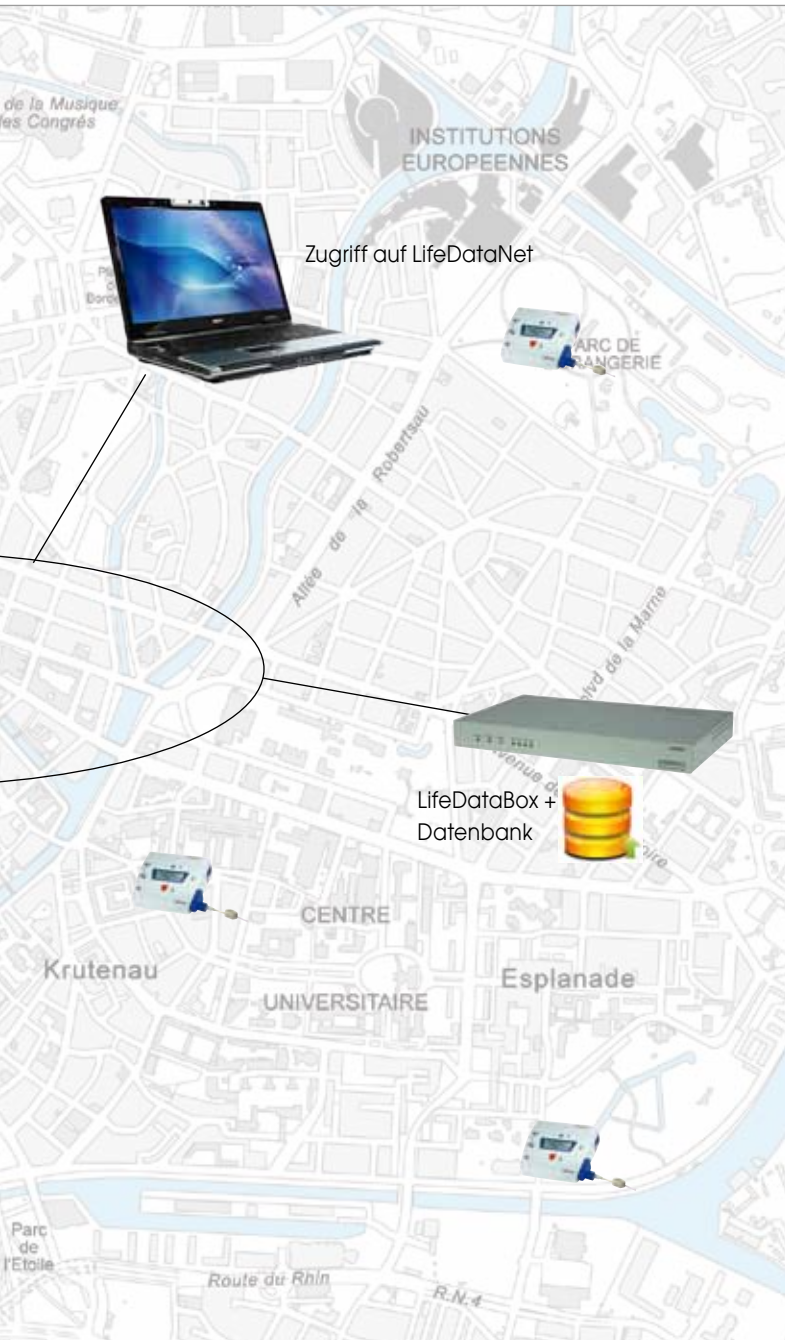 de la Musique
des Congrés
INSTITUTIONS
EUROPEENNES
Zugriff auf LifeDataNet
ARC DE
RANGERIE
Allée de la Robertsau
blvd de la Marne
LifeDataBox +
Datenbank
CENTRE
Krutenau
Esplanade
UNIVERSITAIRE
Parc
de
l'Etoile
Route du Rhin
R.N.4